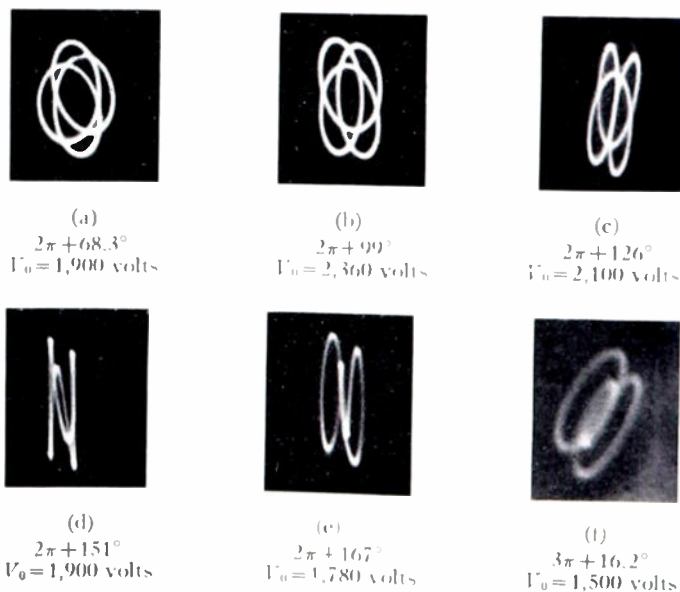 (a)
2π+68.3°
V₀=1,900 volts
(b)
2π+99°
V₀=2,360 volts
(c)
2π+126°
V₀=2,100 volts
(d)
2π+151°
V₀=1,900 volts
(e)
2π+167°
V₀=1,780 volts
(f)
3π+16.2°
V₀=1,500 volts